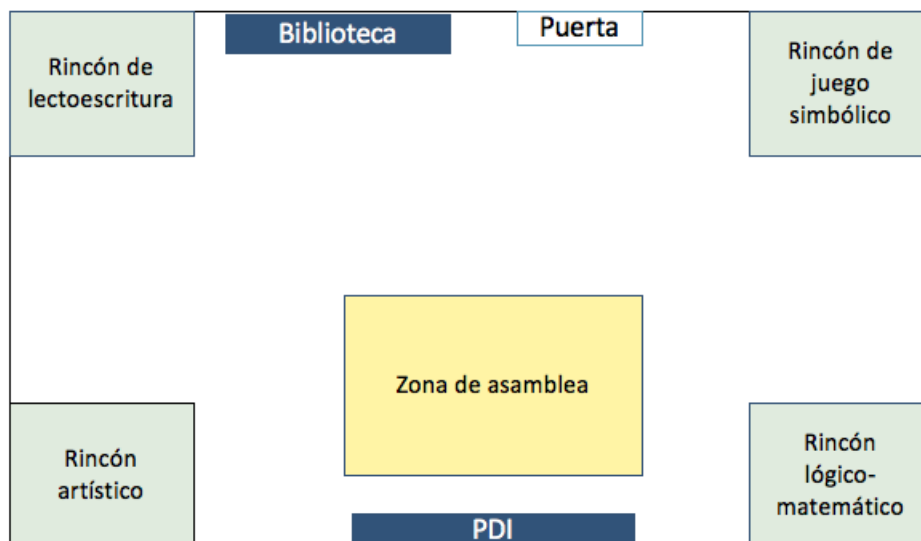 Biblioteca
Puerta
Rincón de
lectoescritura
Rincón de
juego
simbólico
Zona de asamblea
Rincón
artístico
Rincón
lógico-
matemático
PDI